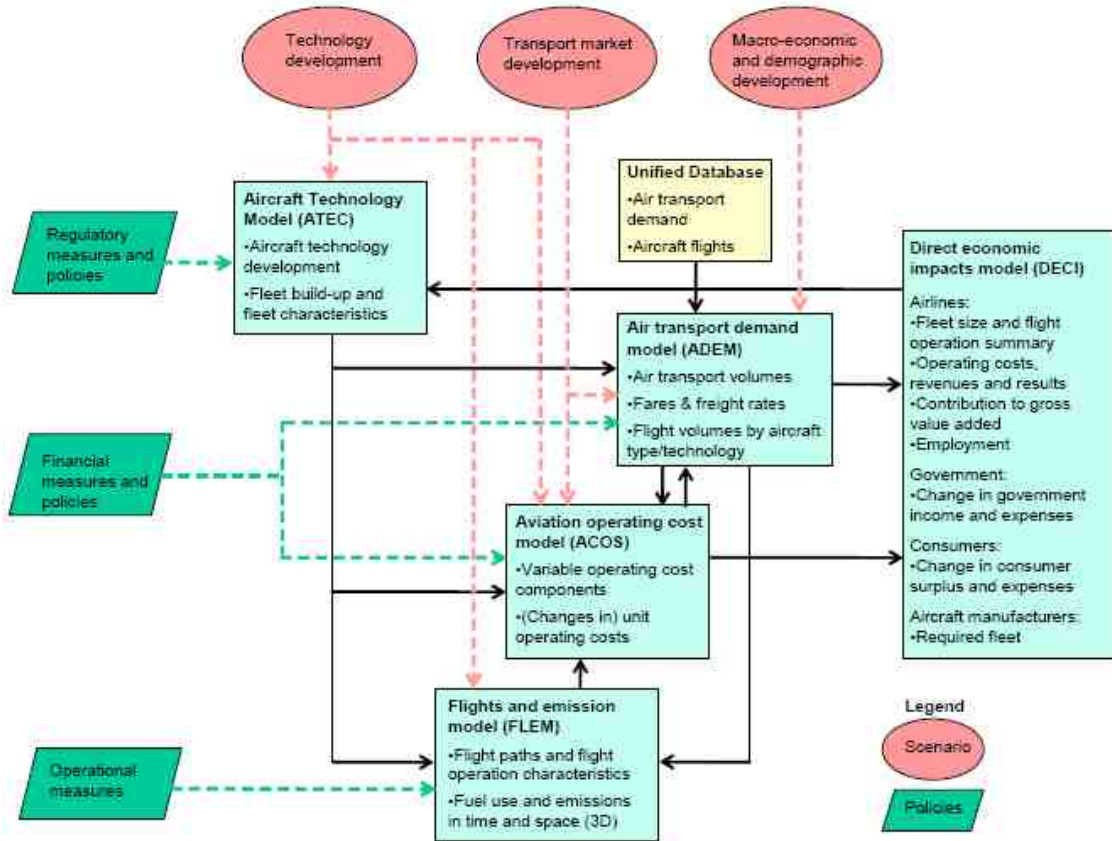 Technology
development
Transport market
development
Macro-economic
and demographic
development
Unified Database
•Air transport
demand
•Aircraft flights
Aircraft Technology
Model (ATEC)
•Aircraft technology
development
•Fleet build-up and
fleet characteristics
Regulatory
measures and
policies
Direct economic
impacts model (DECI)
Airlines:
•Fleet size and flight
operation summary
•Operating costs,
revenues and results
•Contribution to gross
value added
•Employment
Government:
•Change in government
income and expenses
Consumers:
•Change in consumer
surplus and expenses
Aircraft manufacturers:
•Required fleet
Air transport demand
model (ADEM)
•Air transport volumes
•Fares & freight rates
•Flight volumes by aircraft
type/technology
Financial
measures and
policies
Aviation operating cost
model (ACOS)
•Variable operating cost
components
•(Changes in) unit
operating costs
Flights and emission
model (FLEM)
•Flight paths and flight
operation characteristics
•Fuel use and emissions
in time and space (3D)
Operational
measures
Legend
Scenario
Policies